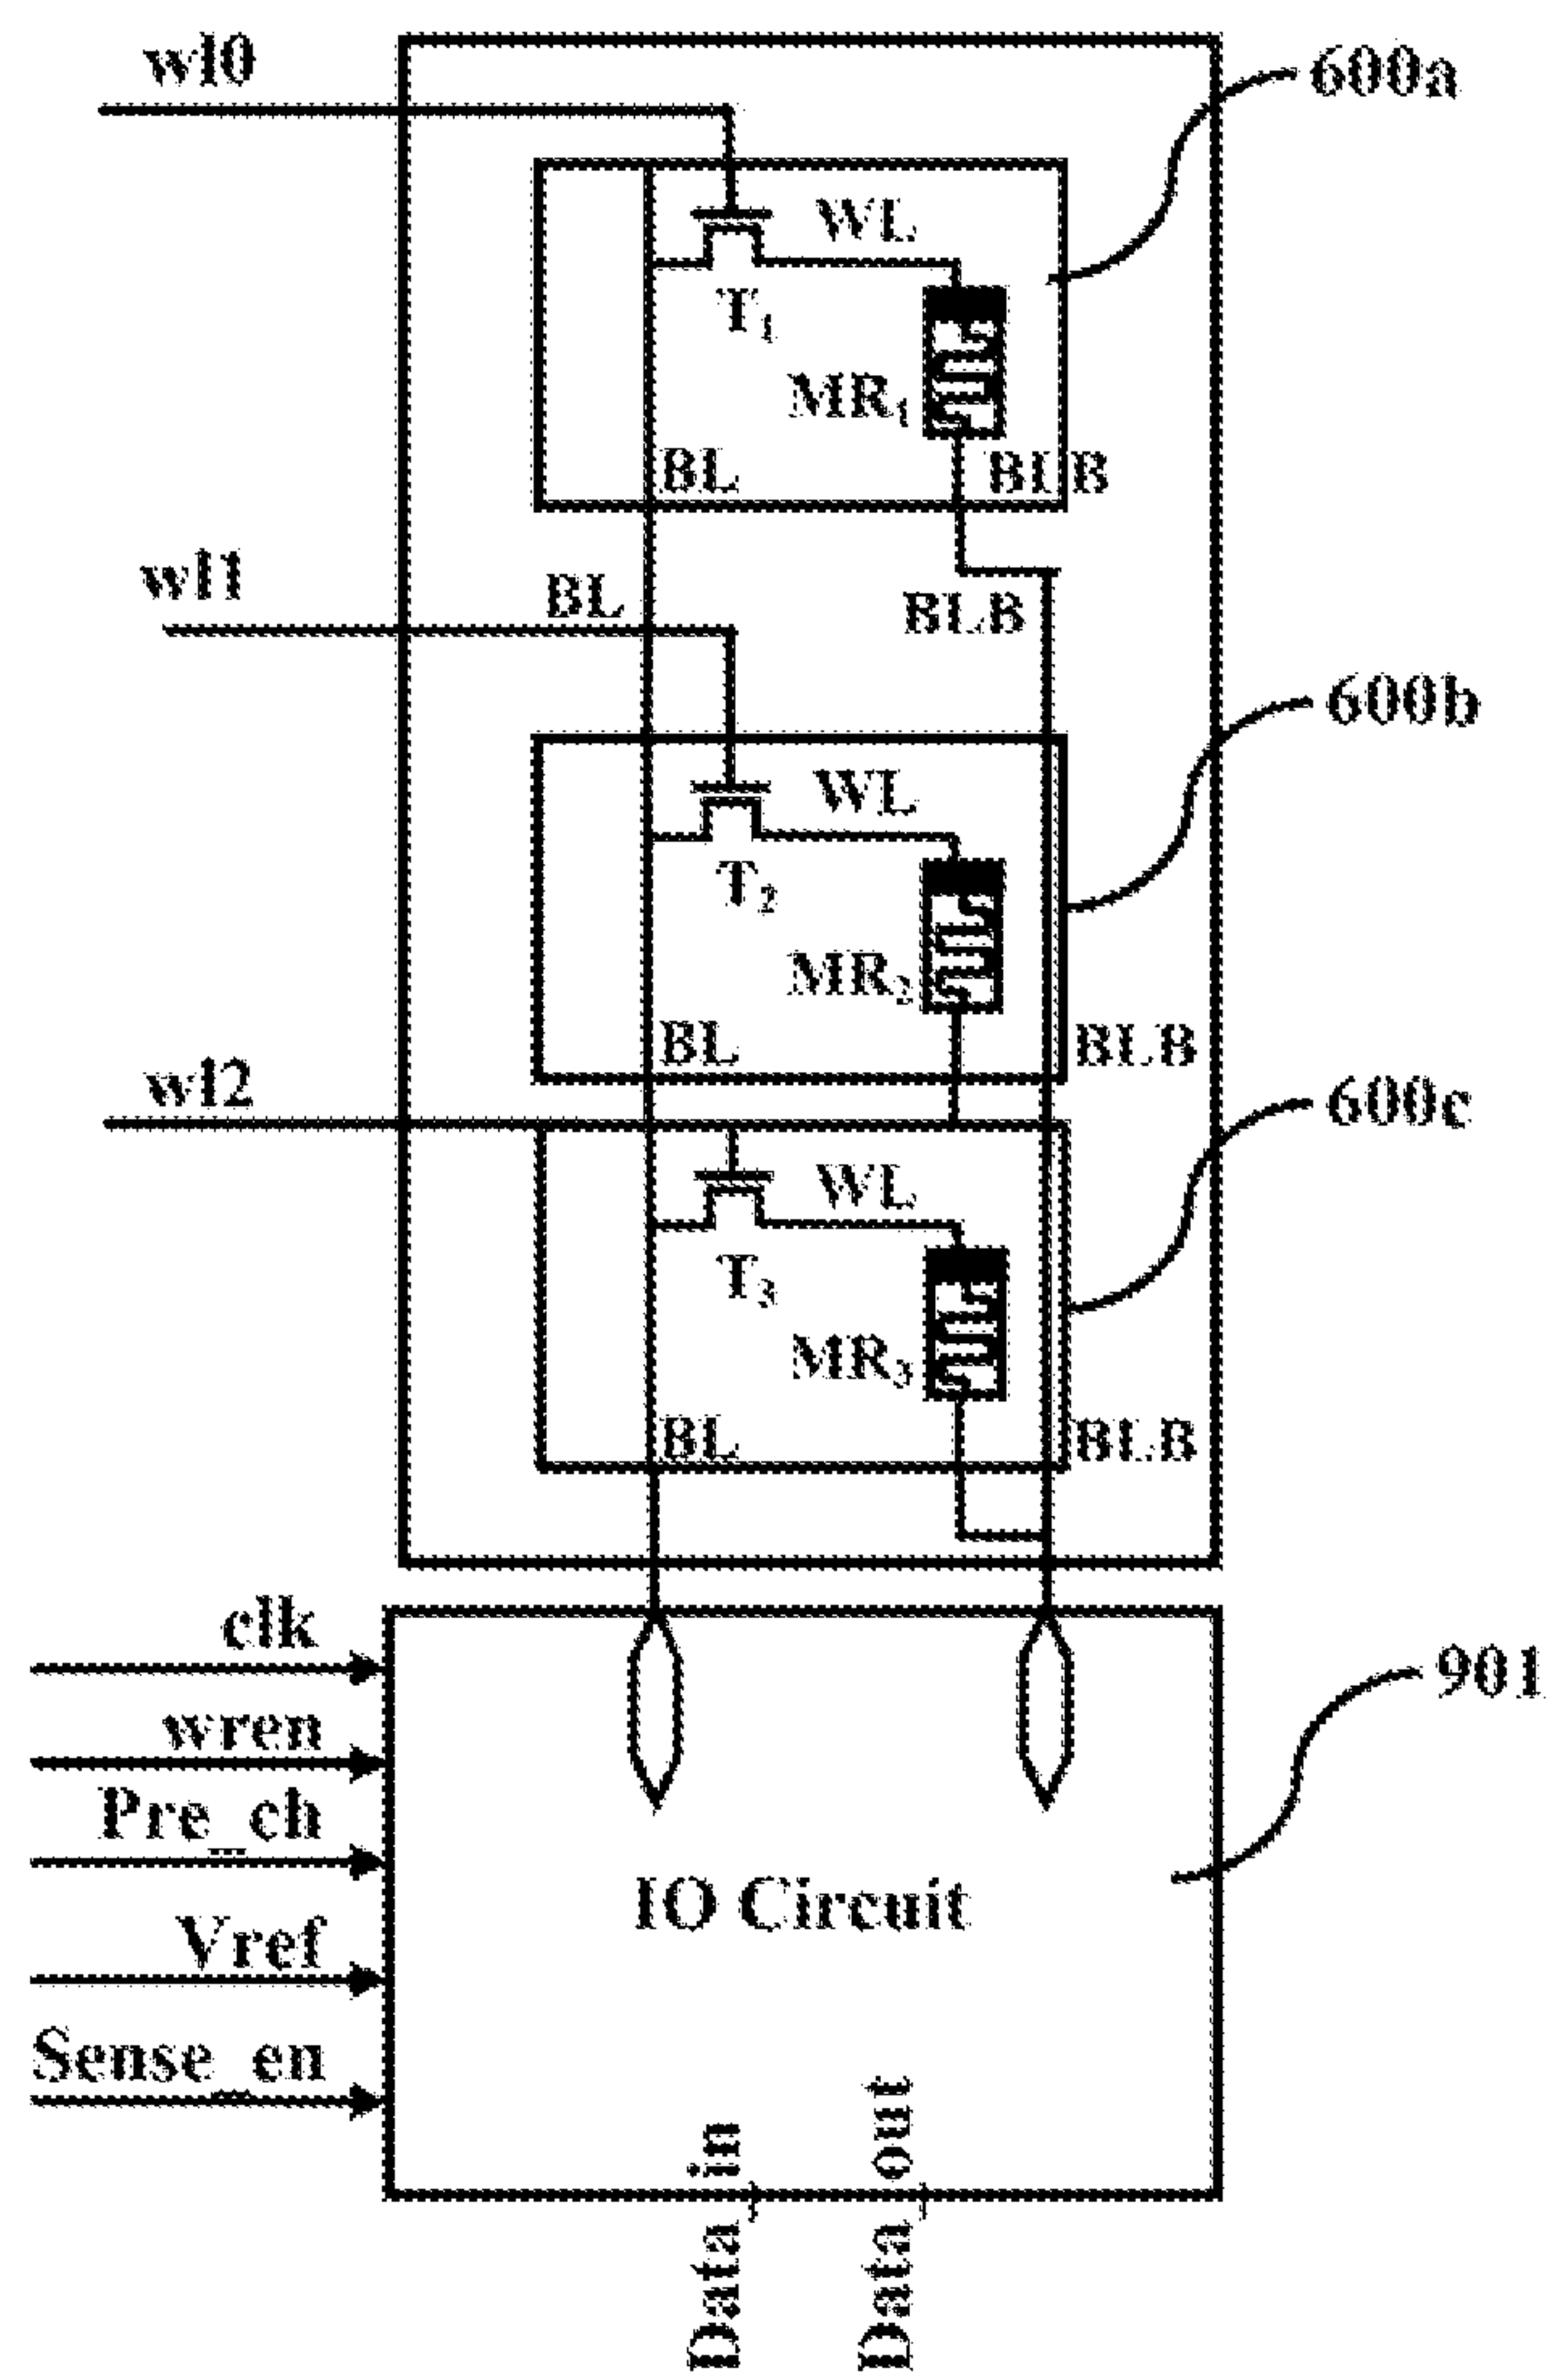 wl0
600a
WL
T1
MR1
BL
BLB
wl1
BL
BLB
600b
WL
T2
MR2
BL
BLB
wl2
600c
WL
T3
MR3
BL
BLB
clk
901
wren
Pre_ch
IO Circuit
Vref
Sense_en
Data_in
Data_out